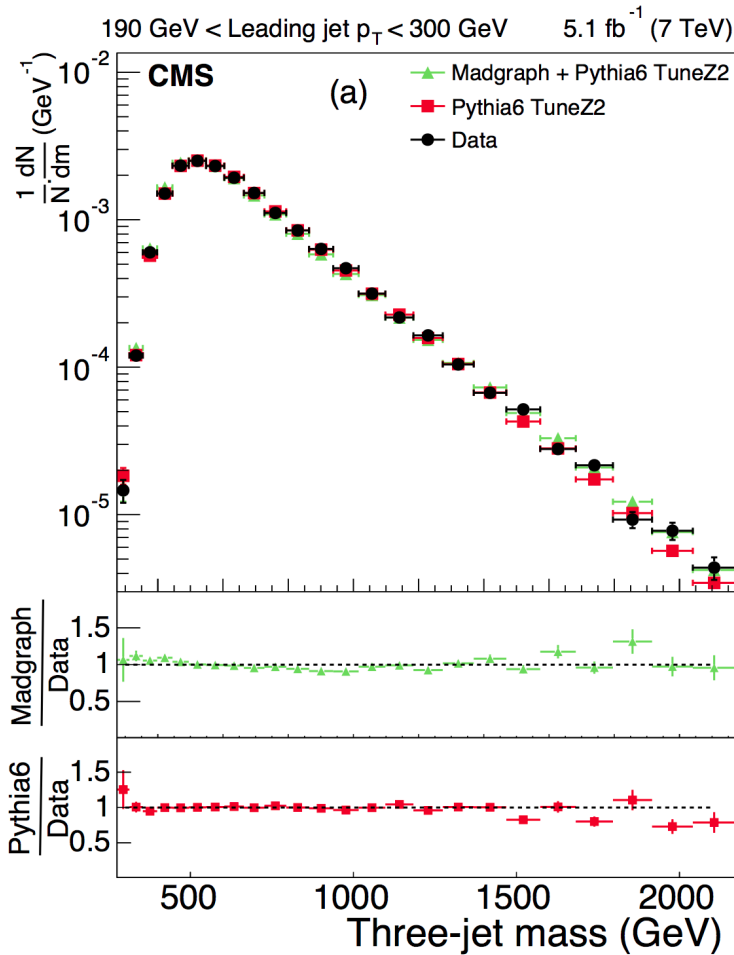 190 GeV < Leading jet p_T < 300 GeV 5.1 fb⁻¹ (7 TeV)
CMS
(a)
Madgraph + Pythia6 TuneZ2
Pythia6 TuneZ2
Data
1/N · dN/dm (GeV⁻¹)
10⁻²
10⁻³
10⁻⁴
10⁻⁵
Madgraph
Data
1.5
1
0.5
Pythia6
Data
1.5
1
0.5
500 1000 1500 2000
Three-jet mass (GeV)